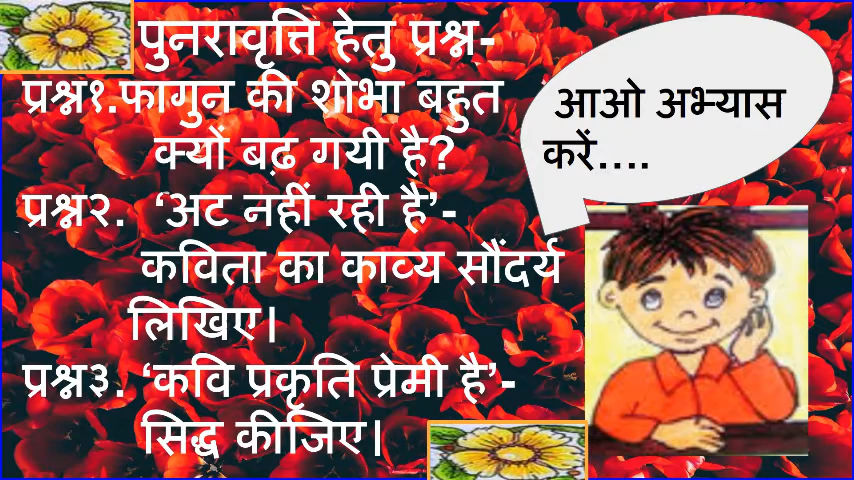 पुनरावृत्ति हेतु प्रश्न-
प्रश्न१.फागुन की शोभा बहुत
क्यों बढ़ गयी है?
प्रश्न२. ‘अट नहीं रही है’-
कविता का काव्य सौंदर्य
लिखिए।
प्रश्न३. ‘कवि प्रकृति प्रेमी है’-
सिद्ध कीजिए।
आओ अभ्यास
करें....